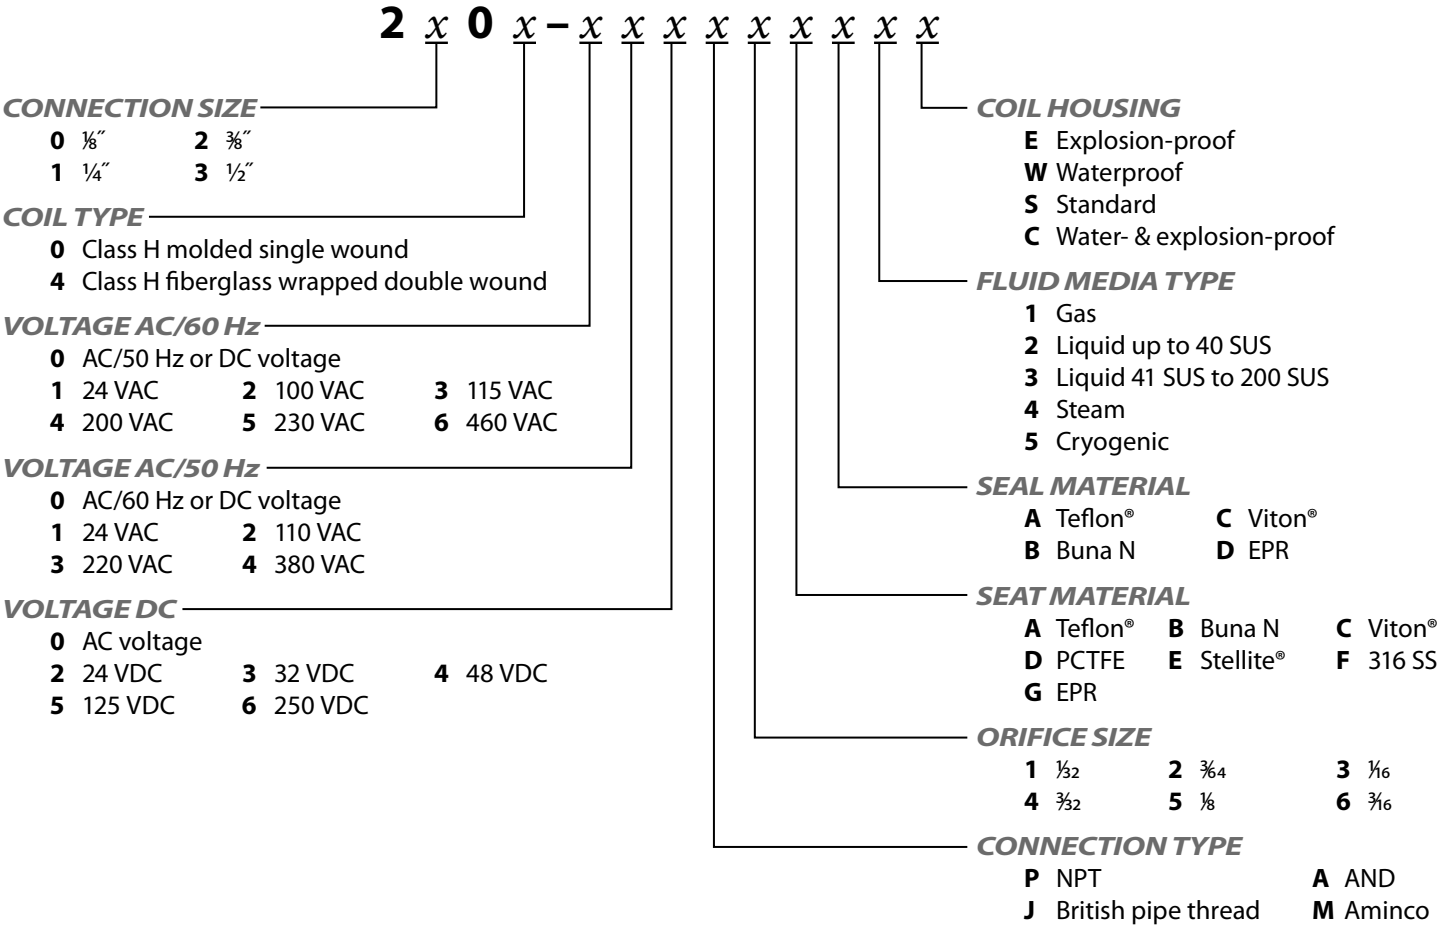 2 x 0 x – x x x x x x x x x
CONNECTION SIZE
0 ⅛˝ 2 ⅜˝
1 ¼˝ 3 ½˝
COIL TYPE
0 Class H molded single wound
4 Class H fiberglass wrapped double wound
VOLTAGE AC/60 Hz
0 AC/50 Hz or DC voltage
1 24 VAC 2 100 VAC 3 115 VAC
4 200 VAC 5 230 VAC 6 460 VAC
VOLTAGE AC/50 Hz
0 AC/60 Hz or DC voltage
1 24 VAC 2 110 VAC
3 220 VAC 4 380 VAC
VOLTAGE DC
0 AC voltage
2 24 VDC 3 32 VDC 4 48 VDC
5 125 VDC 6 250 VDC
COIL HOUSING
E Explosion-proof
W Waterproof
S Standard
C Water- & explosion-proof
FLUID MEDIA TYPE
1 Gas
2 Liquid up to 40 SUS
3 Liquid 41 SUS to 200 SUS
4 Steam
5 Cryogenic
SEAL MATERIAL
A Teflon® C Viton®
B Buna N D EPR
SEAT MATERIAL
A Teflon® B Buna N C Viton®
D PCTFE E Stellite® F 316 SS
G EPR
ORIFICE SIZE
1 1⁄32 2 3⁄64 3 1⁄16
4 3⁄32 5 ⅛ 6 3⁄16
CONNECTION TYPE
P NPT A AND
J British pipe thread M Aminco